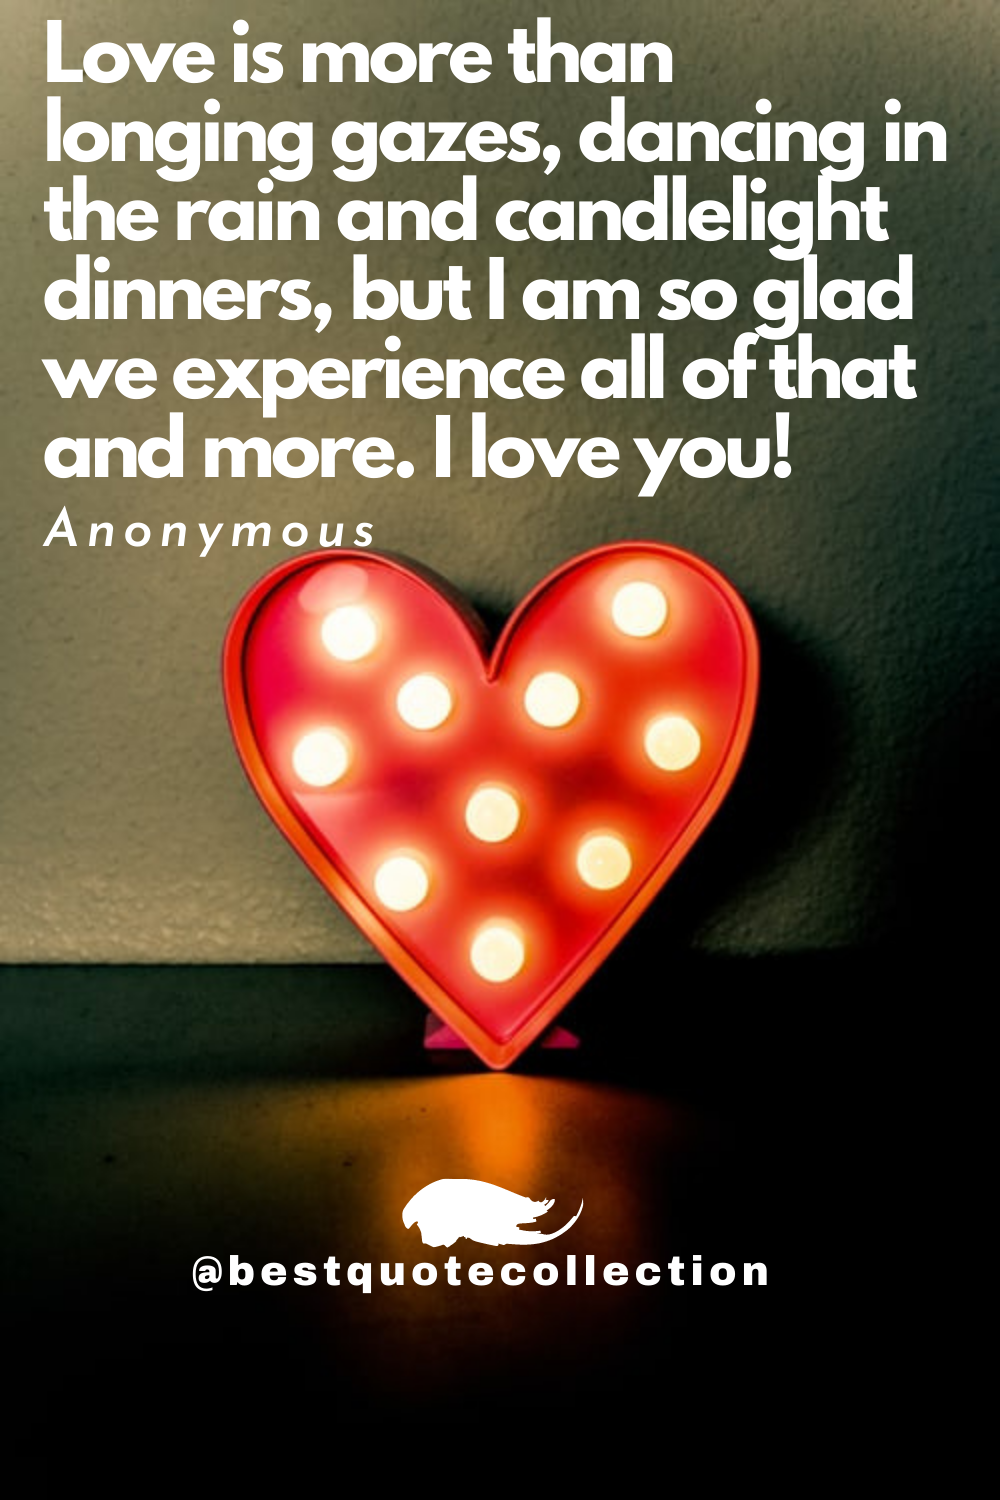 Love is more than
longing gazes, dancing in
the rain and candlelight
dinners, but I am so glad
we experience all of that
and more. I love you!
Anonymous
@bestquotecollection